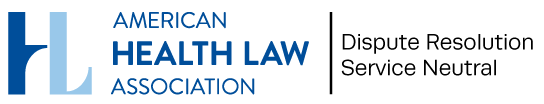 AMERICAN
HEALTH LAW
ASSOCIATION
Dispute Resolution
Service Neutral